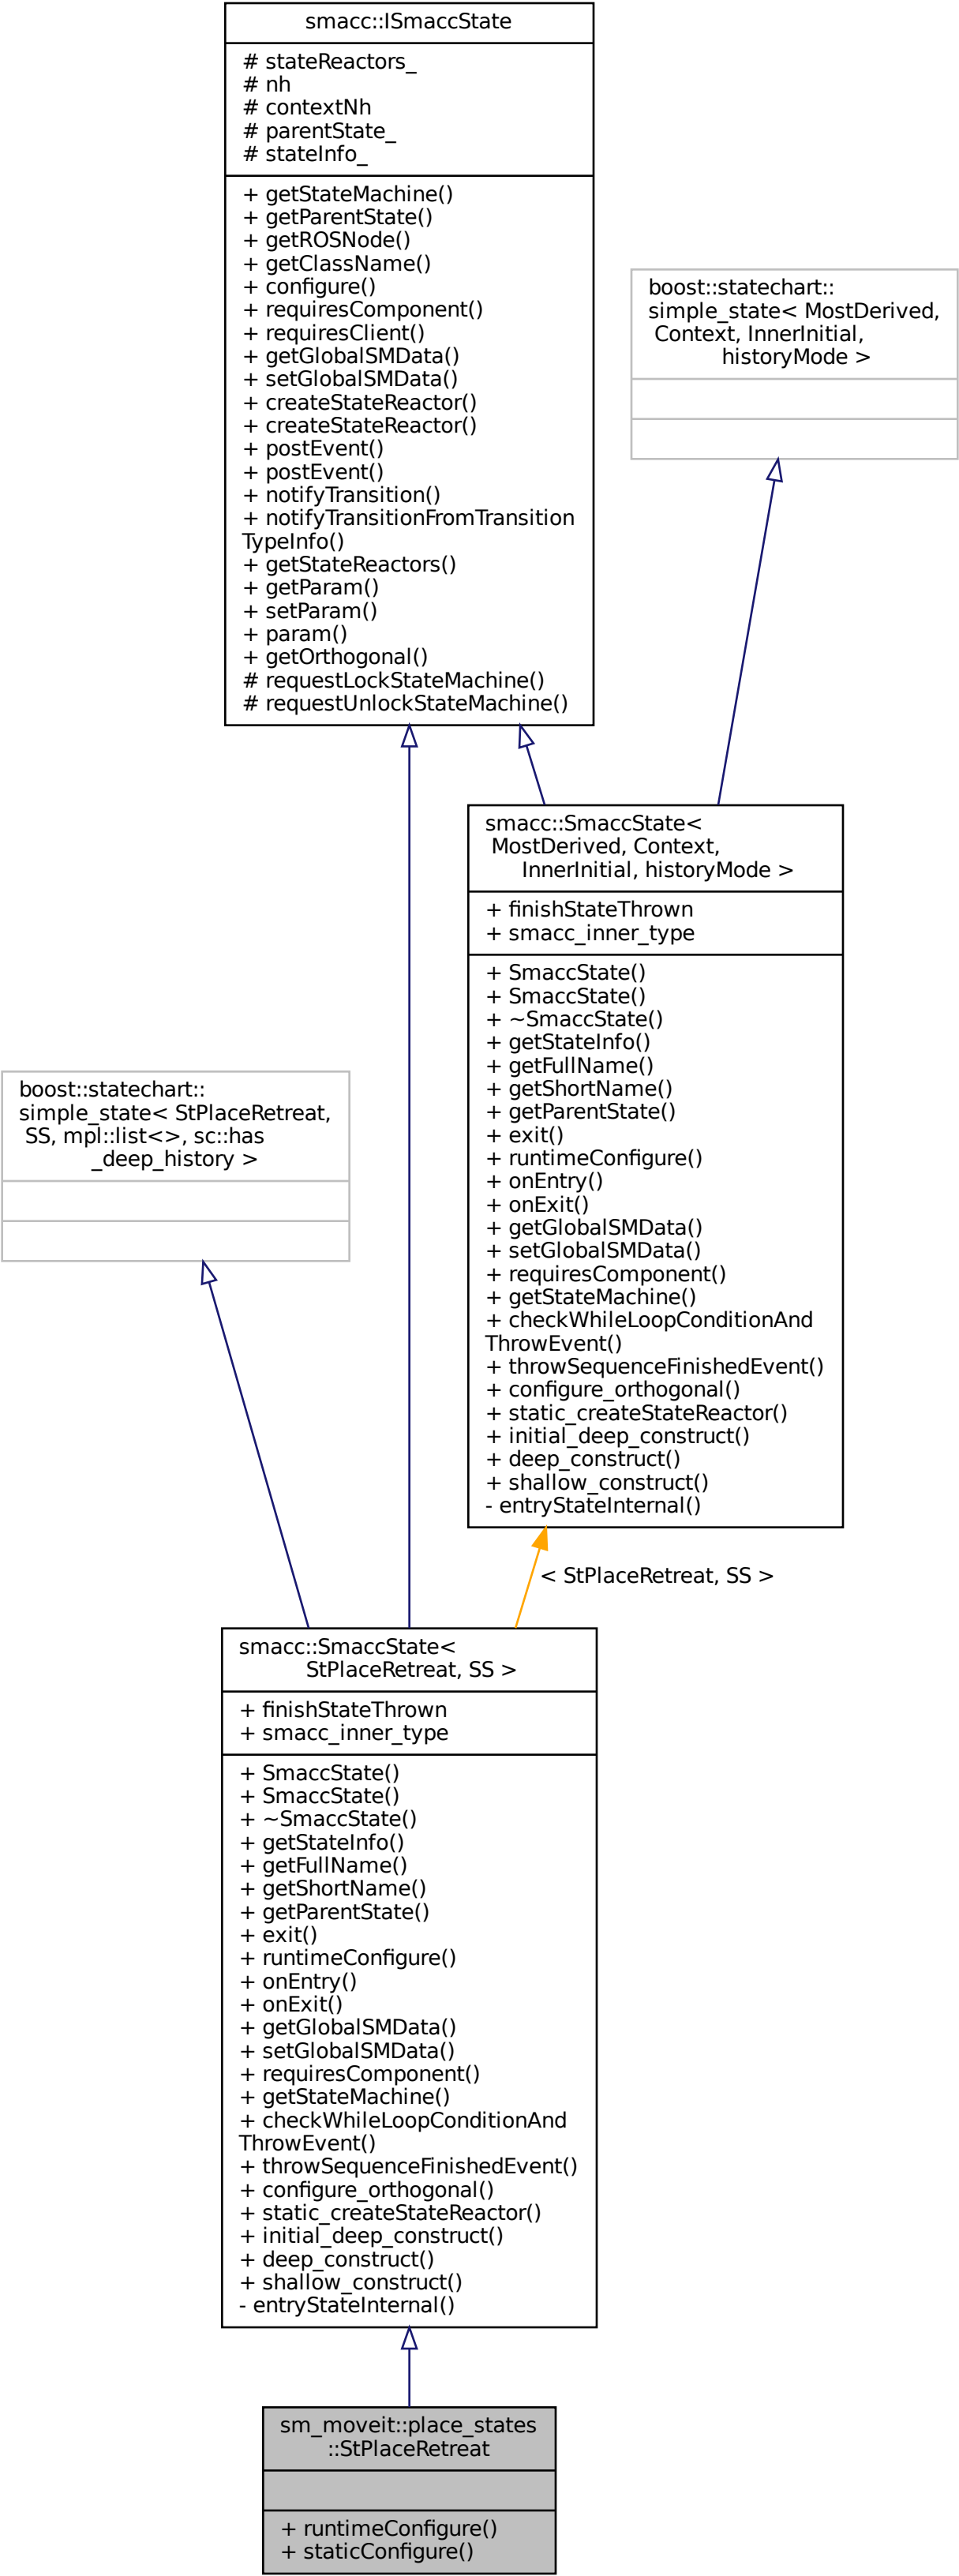 smacc::ISmaccState
# stateReactors_
# nh
# contextNh
# parentState_
# stateInfo_
+ getStateMachine()
+ getParentState()
+ getROSNode()
+ getClassName()
+ configure()
+ requiresComponent()
+ requiresClient()
+ getGlobalSMData()
+ setGlobalSMData()
+ createStateReactor()
+ createStateReactor()
+ postEvent()
+ postEvent()
+ notifyTransition()
+ notifyTransitionFromTransition
TypeInfo()
+ getStateReactors()
+ getParam()
+ setParam()
+ param()
+ getOrthogonal()
# requestLockStateMachine()
# requestUnlockStateMachine()
boost::statechart::
simple_state< MostDerived,
Context, InnerInitial,
historyMode >
smacc::SmaccState<
MostDerived, Context,
InnerInitial, historyMode >
+ finishStateThrown
+ smacc_inner_type
+ SmaccState()
+ SmaccState()
+ ~SmaccState()
+ getStateInfo()
+ getFullName()
+ getShortName()
+ getParentState()
+ exit()
+ runtimeConfigure()
+ onEntry()
+ onExit()
+ getGlobalSMData()
+ setGlobalSMData()
+ requiresComponent()
+ getStateMachine()
+ checkWhileLoopConditionAnd
ThrowEvent()
+ throwSequenceFinishedEvent()
+ configure_orthogonal()
+ static_createStateReactor()
+ initial_deep_construct()
+ deep_construct()
+ shallow_construct()
- entryStateInternal()
boost::statechart::
simple_state< StPlaceRetreat,
SS, mpl::list<>, sc::has
_deep_history >
< StPlaceRetreat, SS >
smacc::SmaccState<
StPlaceRetreat, SS >
+ finishStateThrown
+ smacc_inner_type
+ SmaccState()
+ SmaccState()
+ ~SmaccState()
+ getStateInfo()
+ getFullName()
+ getShortName()
+ getParentState()
+ exit()
+ runtimeConfigure()
+ onEntry()
+ onExit()
+ getGlobalSMData()
+ setGlobalSMData()
+ requiresComponent()
+ getStateMachine()
+ checkWhileLoopConditionAnd
ThrowEvent()
+ throwSequenceFinishedEvent()
+ configure_orthogonal()
+ static_createStateReactor()
+ initial_deep_construct()
+ deep_construct()
+ shallow_construct()
- entryStateInternal()
sm_moveit::place_states
::StPlaceRetreat
+ runtimeConfigure()
+ staticConfigure()